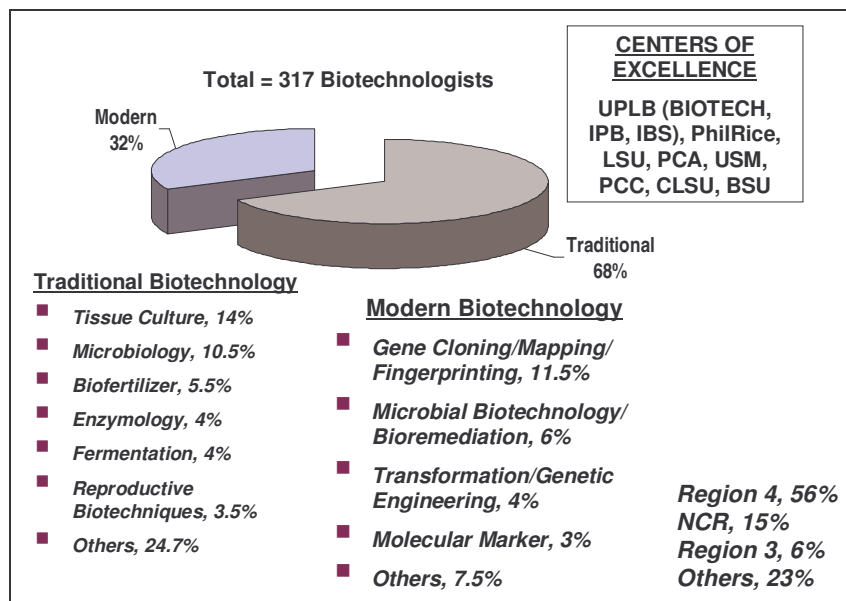 Total = 317 Biotechnologists
Modern
32%
Traditional
68%
CENTERS OF
EXCELLENCE
UPLB (BIOTECH,
IPB, IBS), PhilRice,
LSU, PCA, USM,
PCC, CLSU, BSU
Traditional Biotechnology
Tissue Culture, 14%
Microbiology, 10.5%
Biofertilizer, 5.5%
Enzymology, 4%
Fermentation, 4%
Reproductive
Biotechniques, 3.5%
Others, 24.7%
Modern Biotechnology
Gene Cloning/Mapping/
Fingerprinting, 11.5%
Microbial Biotechnology/
Bioremediation, 6%
Transformation/Genetic
Engineering, 4%
Molecular Marker, 3%
Others, 7.5%
Region 4, 56%
NCR, 15%
Region 3, 6%
Others, 23%